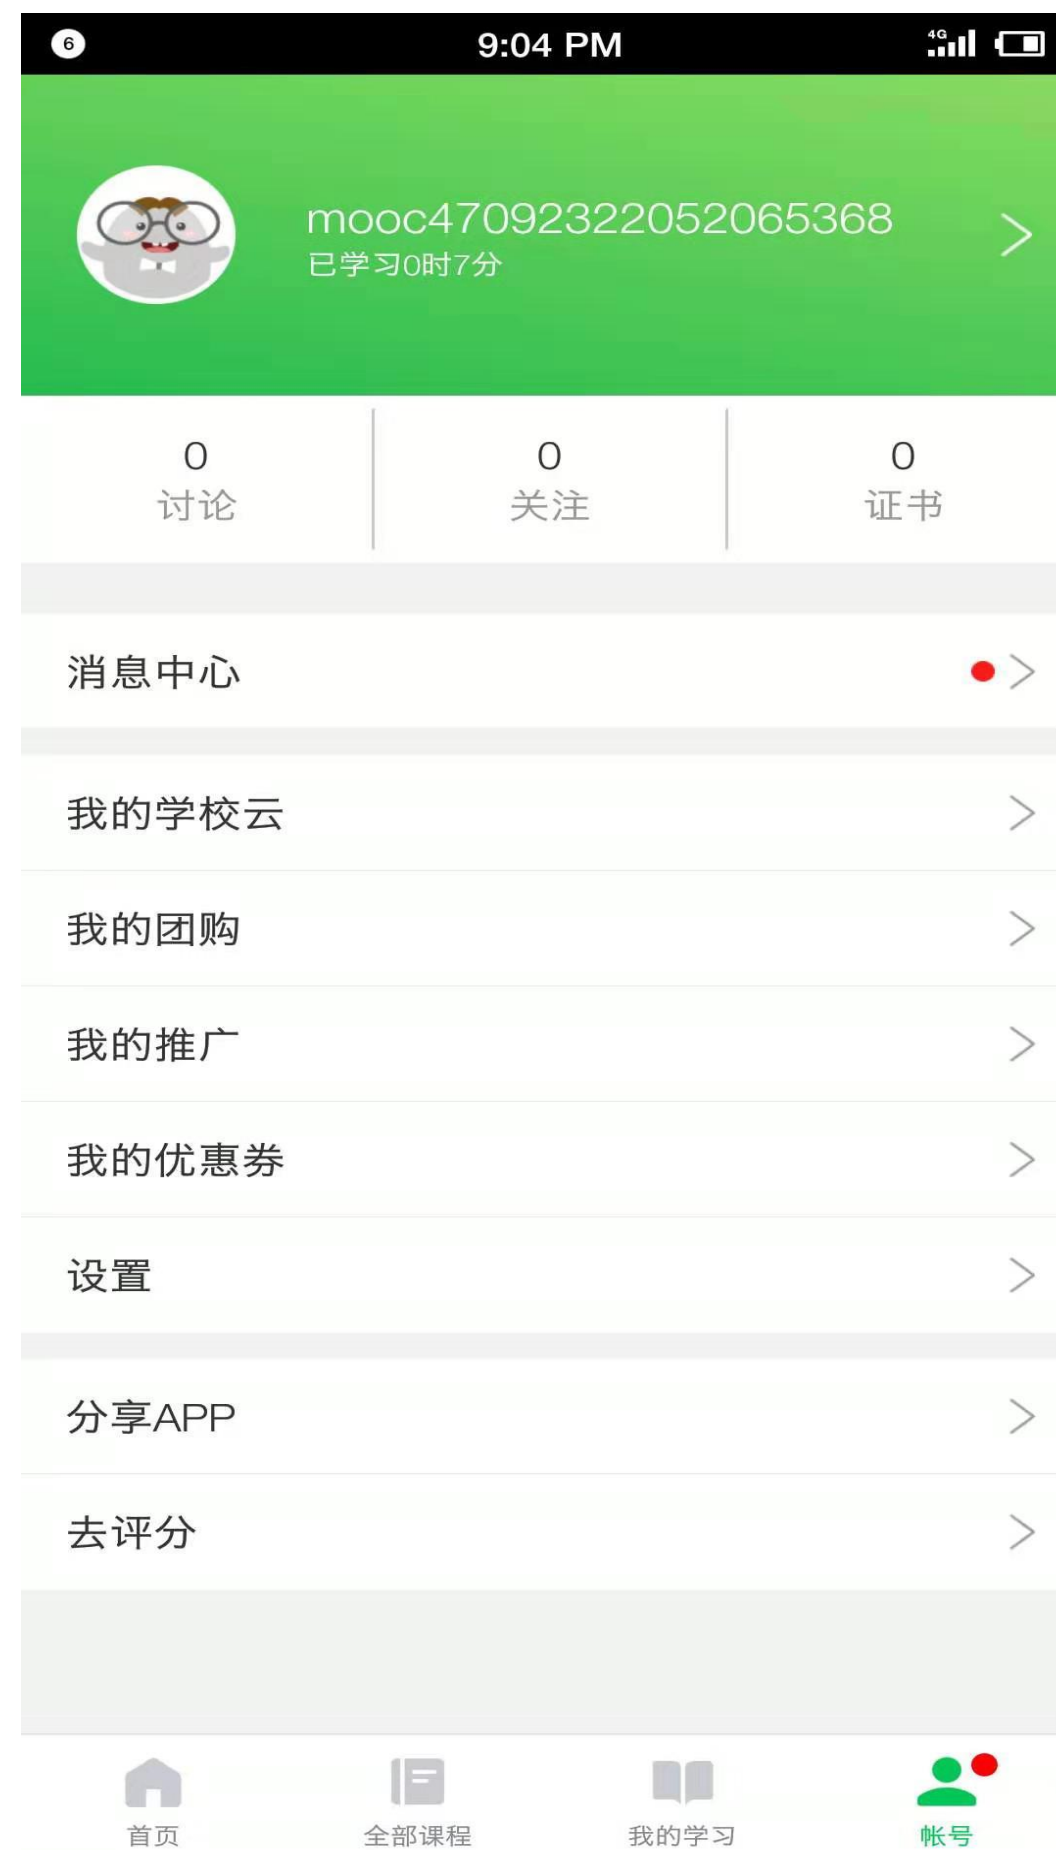 6
9:04 PM
4G
mooc47092322052065368
已学习0时7分
0
讨论
0
关注
0
证书
消息中心
我的学校云
我的团购
我的推广
我的优惠券
设置
分享APP
去评分
首页
全部课程
我的学习
帐号